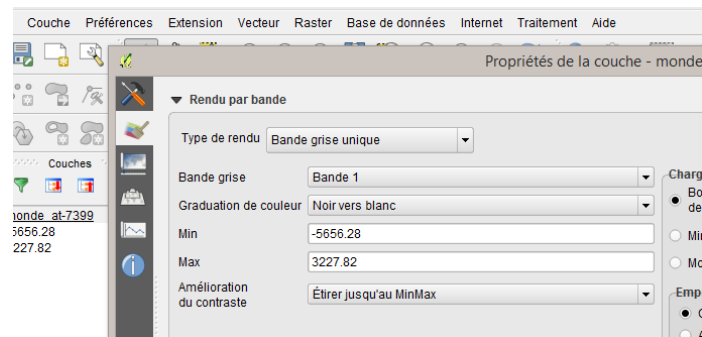 Couche Préférences Extension Vecteur Raster Base de données Internet Traitement Aide
Propriétés de la couche - monde
Rendu par bande
Type de rendu Bande grise unique
Couches
Bande grise Bande 1
Graduation de couleur Noir vers blanc
monde_at-7399
Min -5656.28
5656.28
227.82
Max 3227.82
Amélioration
du contraste Étirer jusqu'au MinMax